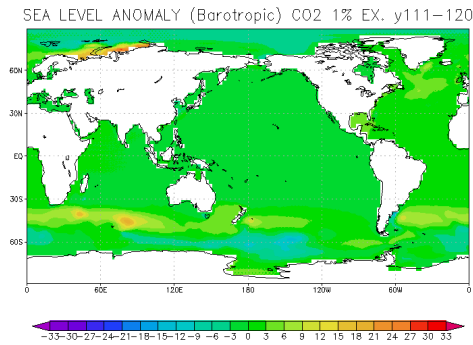 SEA LEVEL ANOMALY (Barotropic) CO2 1% EX. y111-120
60N
30N
EQ
30S
60S
0 60E 120E 180 120W 60W 0
-33-30-27-24-21-18-15-12-9 -6 -3 0 3 6 9 12 15 18 21 24 27 30 33